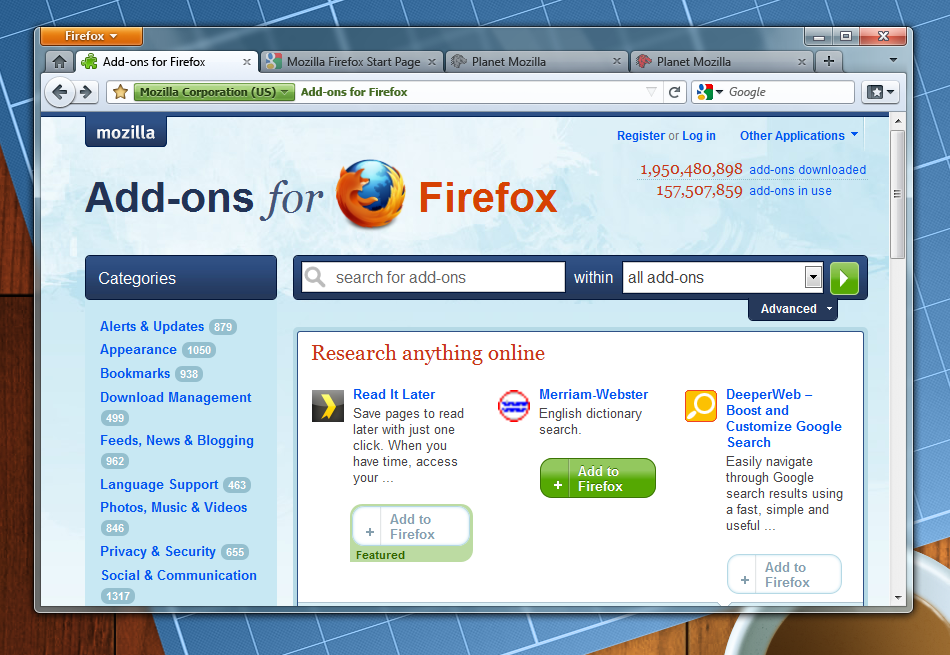 Firefox
Add-ons for Firefox
Mozilla Firefox Start Page
Planet Mozilla
Planet Mozilla
Mozilla Corporation (US)
Add-ons for Firefox
Google
mozilla
Register or Log in
Other Applications
1,950,480,898 add-ons downloaded
157,507,859 add-ons in use
Add-ons for Firefox
Categories
search for add-ons
within
all add-ons
Advanced
Alerts & Updates 879
Appearance 1050
Bookmarks 938
Download Management
499
Feeds, News & Blogging
962
Language Support 463
Photos, Music & Videos
846
Privacy & Security 655
Social & Communication
1317
Research anything online
Read It Later
Save pages to read
later with just one
click. When you
have time, access
your ...
+ Add to
Firefox
Featured
Merriam-Webster
English dictionary
search.
+ Add to
Firefox
DeeperWeb –
Boost and
Customize Google
Search
Easily navigate
through Google
search results using
a fast, simple and
useful ...
+ Add to
Firefox